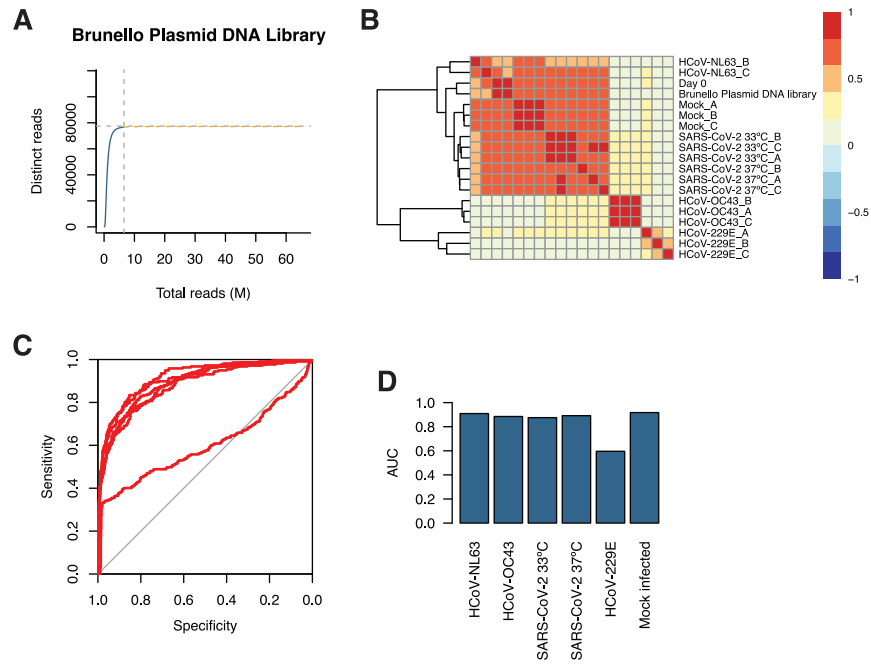 A
Brunello Plasmid DNA Library
Distinct reads
0
40000
80000
0 10 20 30 40 50 60
Total reads (M)
B
HCoV-NL63_B
HCoV-NL63_C
Day 0
Brunello Plasmid DNA library
Mock_A
Mock_B
Mock_C
SARS-CoV-2 33ºC_B
SARS-CoV-2 33ºC_C
SARS-CoV-2 33ºC_A
SARS-CoV-2 37ºC_B
SARS-CoV-2 37ºC_A
SARS-CoV-2 37ºC_C
HCoV-OC43_B
HCoV-OC43_A
HCoV-OC43_C
HCoV-229E_A
HCoV-229E_B
HCoV-229E_C
1
0.5
0
−0.5
−1
C
Sensitivity
1.0
0.8
0.6
0.4
0.2
0.0
1.0 0.8 0.6 0.4 0.2 0.0
Specificity
D
AUC
1.0
0.8
0.6
0.4
0.2
0.0
HCoV-NL63
HCoV-OC43
SARS-CoV-2 33ºC
SARS-CoV-2 37ºC
HCoV-229E
Mock infected